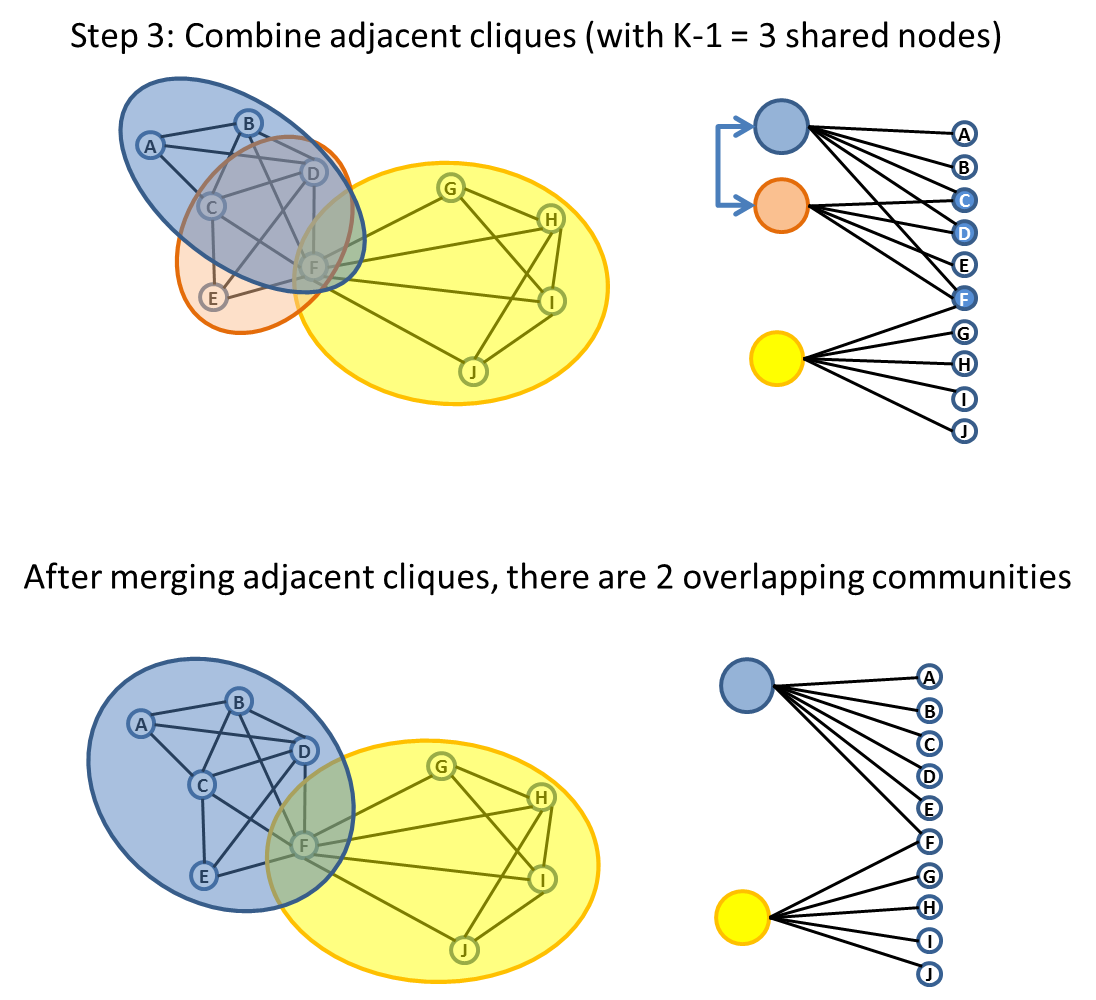 Step 3: Combine adjacent cliques (with K-1 = 3 shared nodes)
A
B
D
C
F
E
G
H
I
J
A
B
C
D
E
F
G
H
I
J
After merging adjacent cliques, there are 2 overlapping communities
A
B
D
C
F
E
G
H
I
J
A
B
C
D
E
F
G
H
I
J